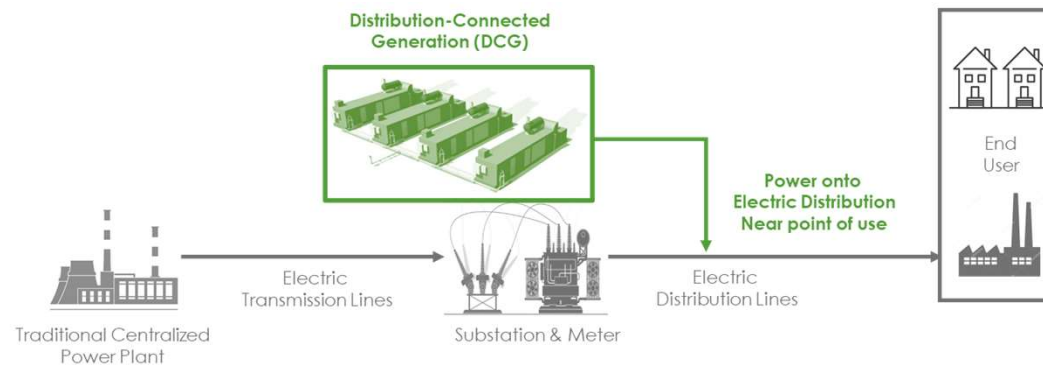 Distribution-Connected
Generation (DCG)
Power onto
Electric Distribution
Near point of use
End
User
Electric
Transmission Lines
Electric
Distribution Lines
Traditional Centralized
Power Plant
Substation & Meter